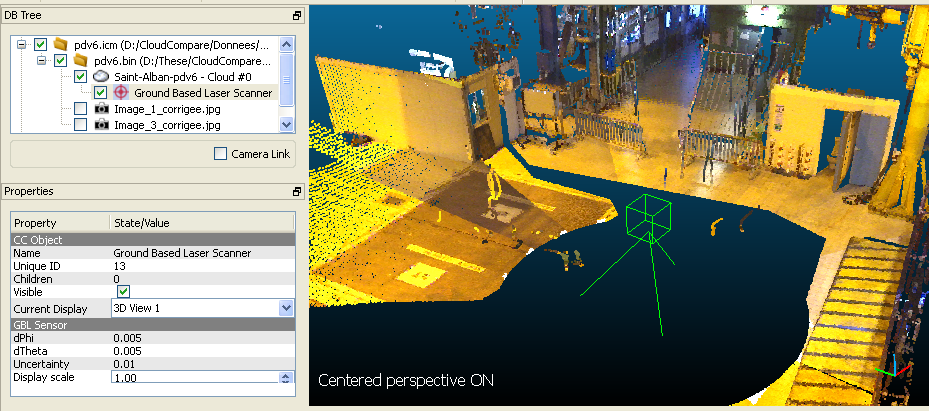 DB Tree
pdv6.icm (D:/CloudCompare/Donnees/...
pdv6.bin (D:/These/CloudCompare...
Saint-Alban-pdv6 - Cloud #0
Ground Based Laser Scanner
Image_1_corrigee.jpg
Image_3_corrigee.jpg
Camera Link
Properties
Property State/Value
CC Object
Name Ground Based Laser Scanner
Unique ID 13
Children 0
Visible
Current Display 3D View 1
GBL Sensor
dPhi 0.005
dTheta 0.005
Uncertainty 0.01
Display scale 1.00
Centered perspective ON